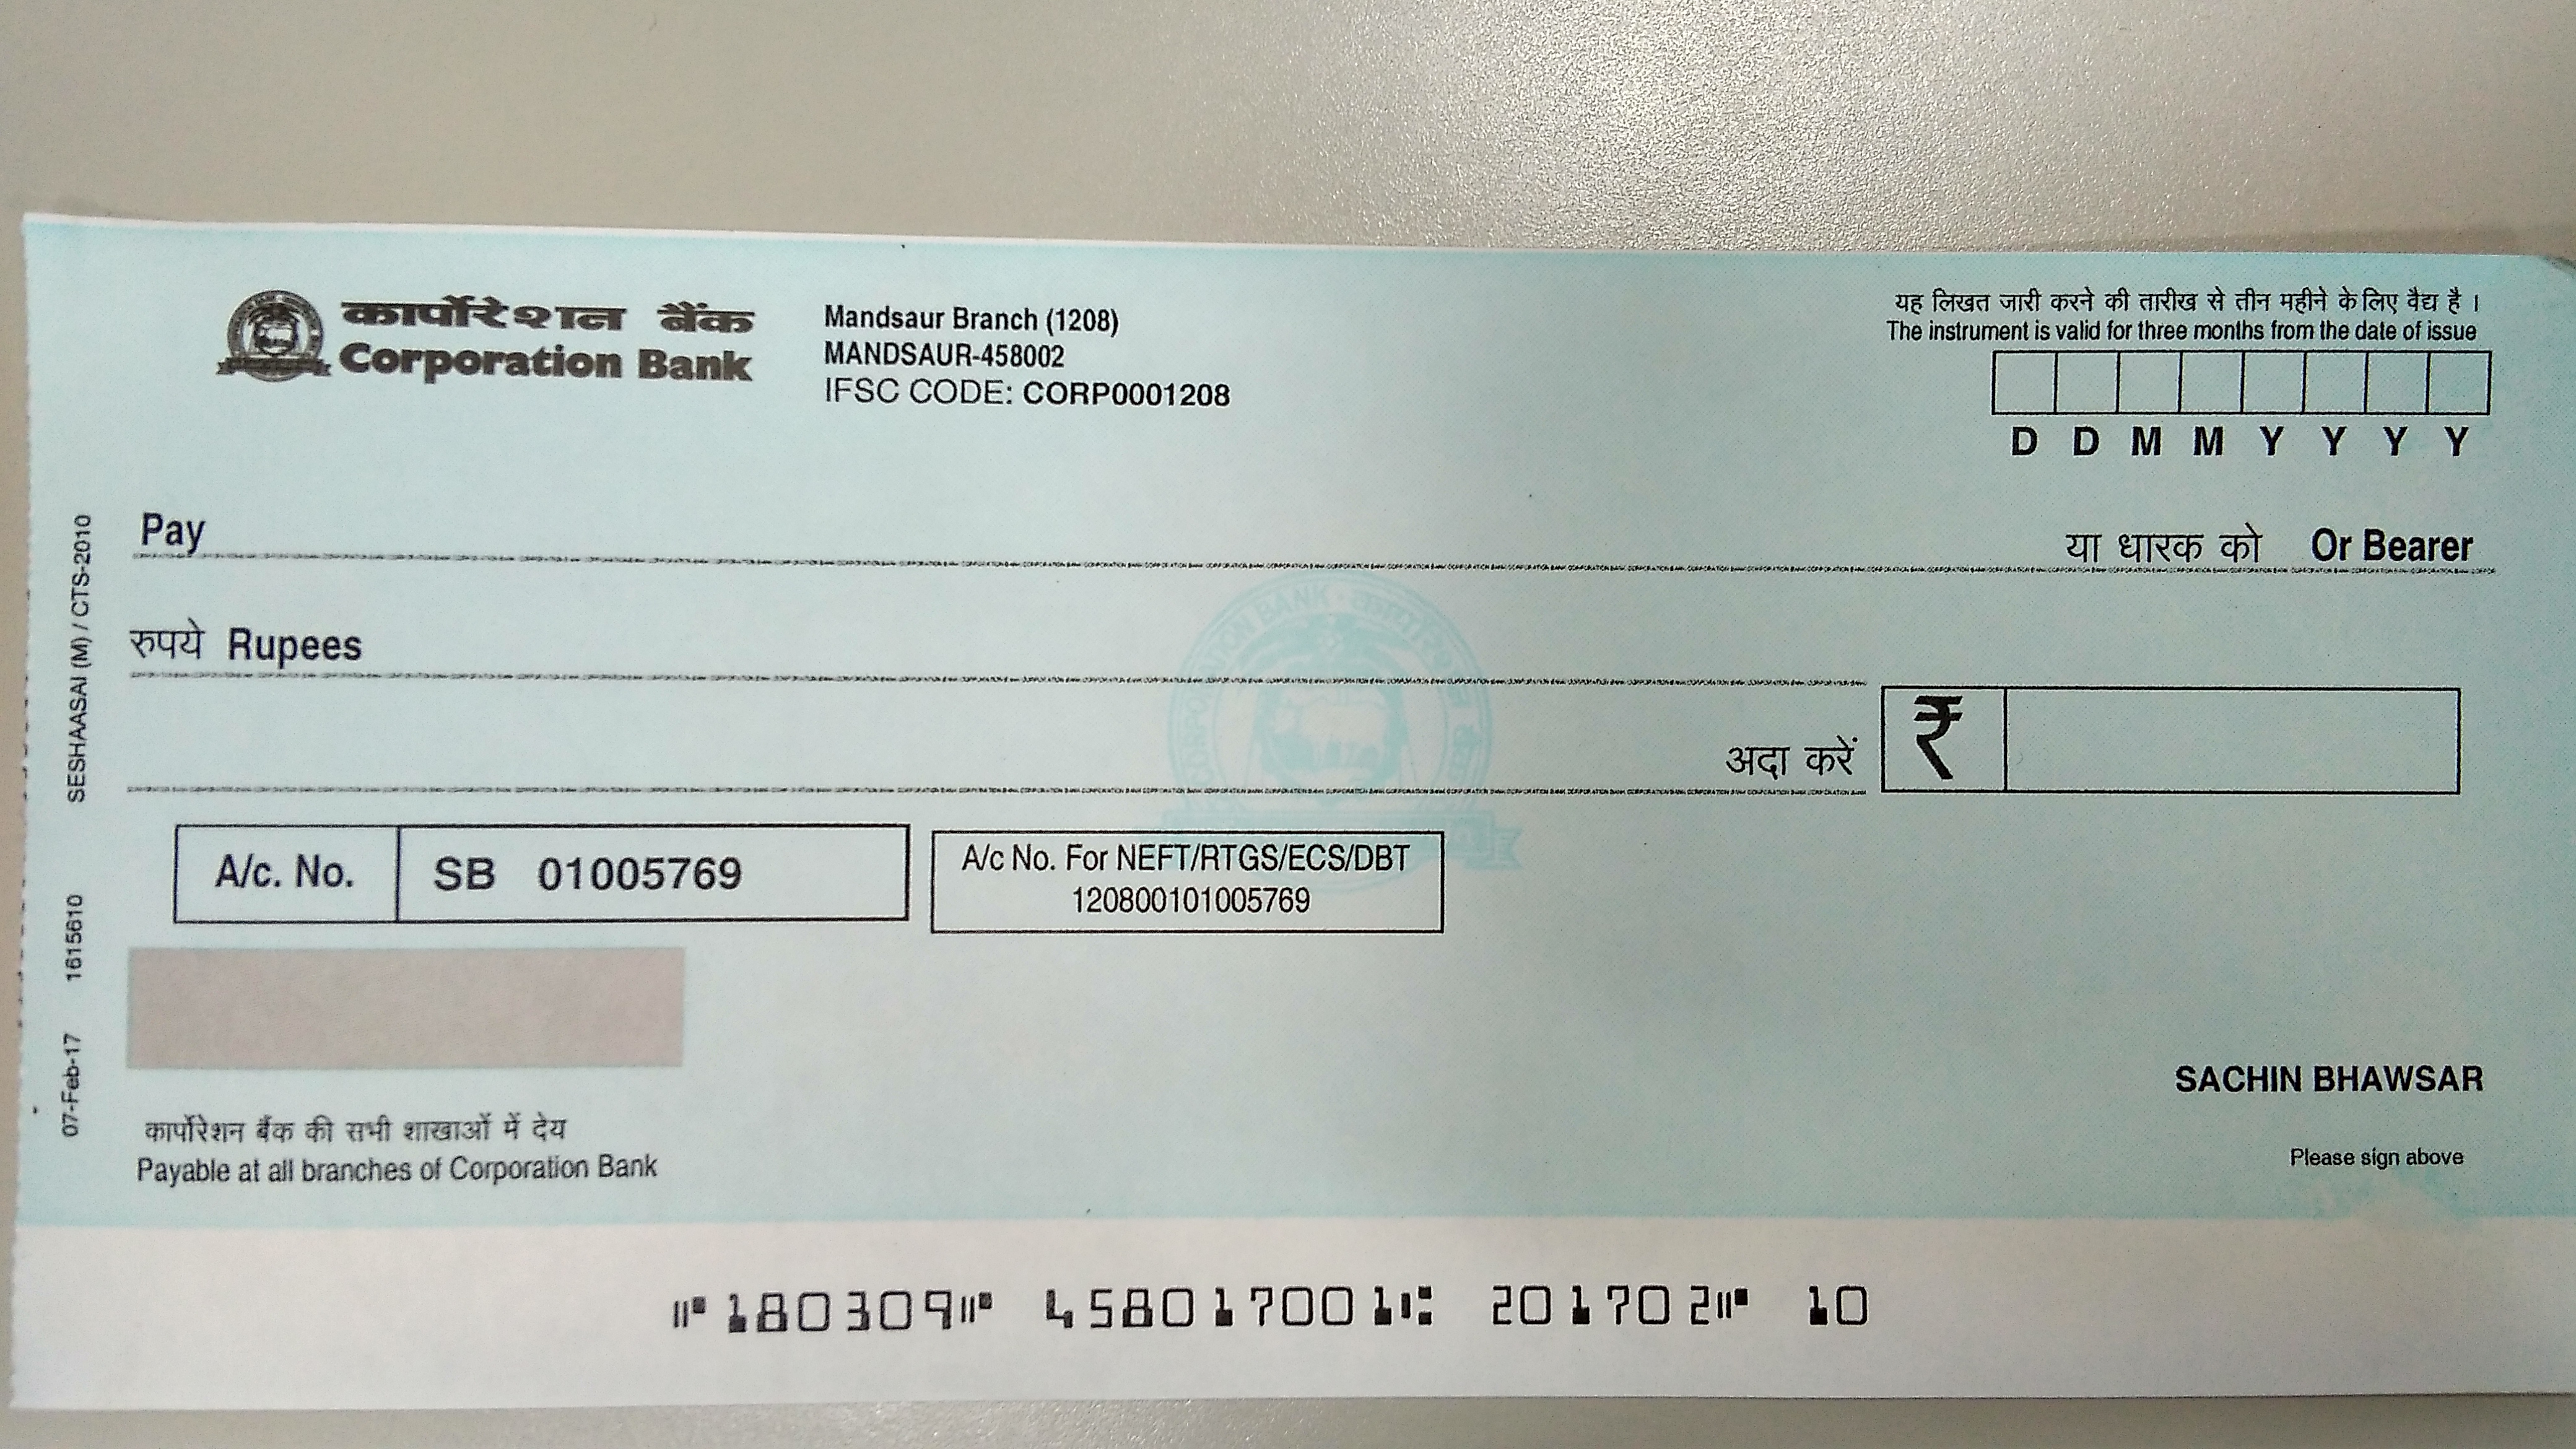 कार्पोरेशन बैंक
Corporation Bank
Mandsaur Branch (1208)
MANDSAUR-458002
IFSC CODE: CORP0001208
यह लिखत जारी करने की तारीख से तीन महीने के लिए वैद्य है ।
The instrument is valid for three months from the date of issue
D D M M Y Y Y Y
Pay
या धारक को Or Bearer
रुपये Rupees
अदा करें ₹
A/c. No. SB 01005769
A/c No. For NEFT/RTGS/ECS/DBT
120800101005769
SACHIN BHAWSAR
Please sign above
कार्पोरेशन बैंक की सभी शाखाओं में देय
Payable at all branches of Corporation Bank
07-Feb-17 1615610 SESHAASAI (M) / CTS-2010
⑈180309⑈ 458017001⑆ 201702⑈ 10